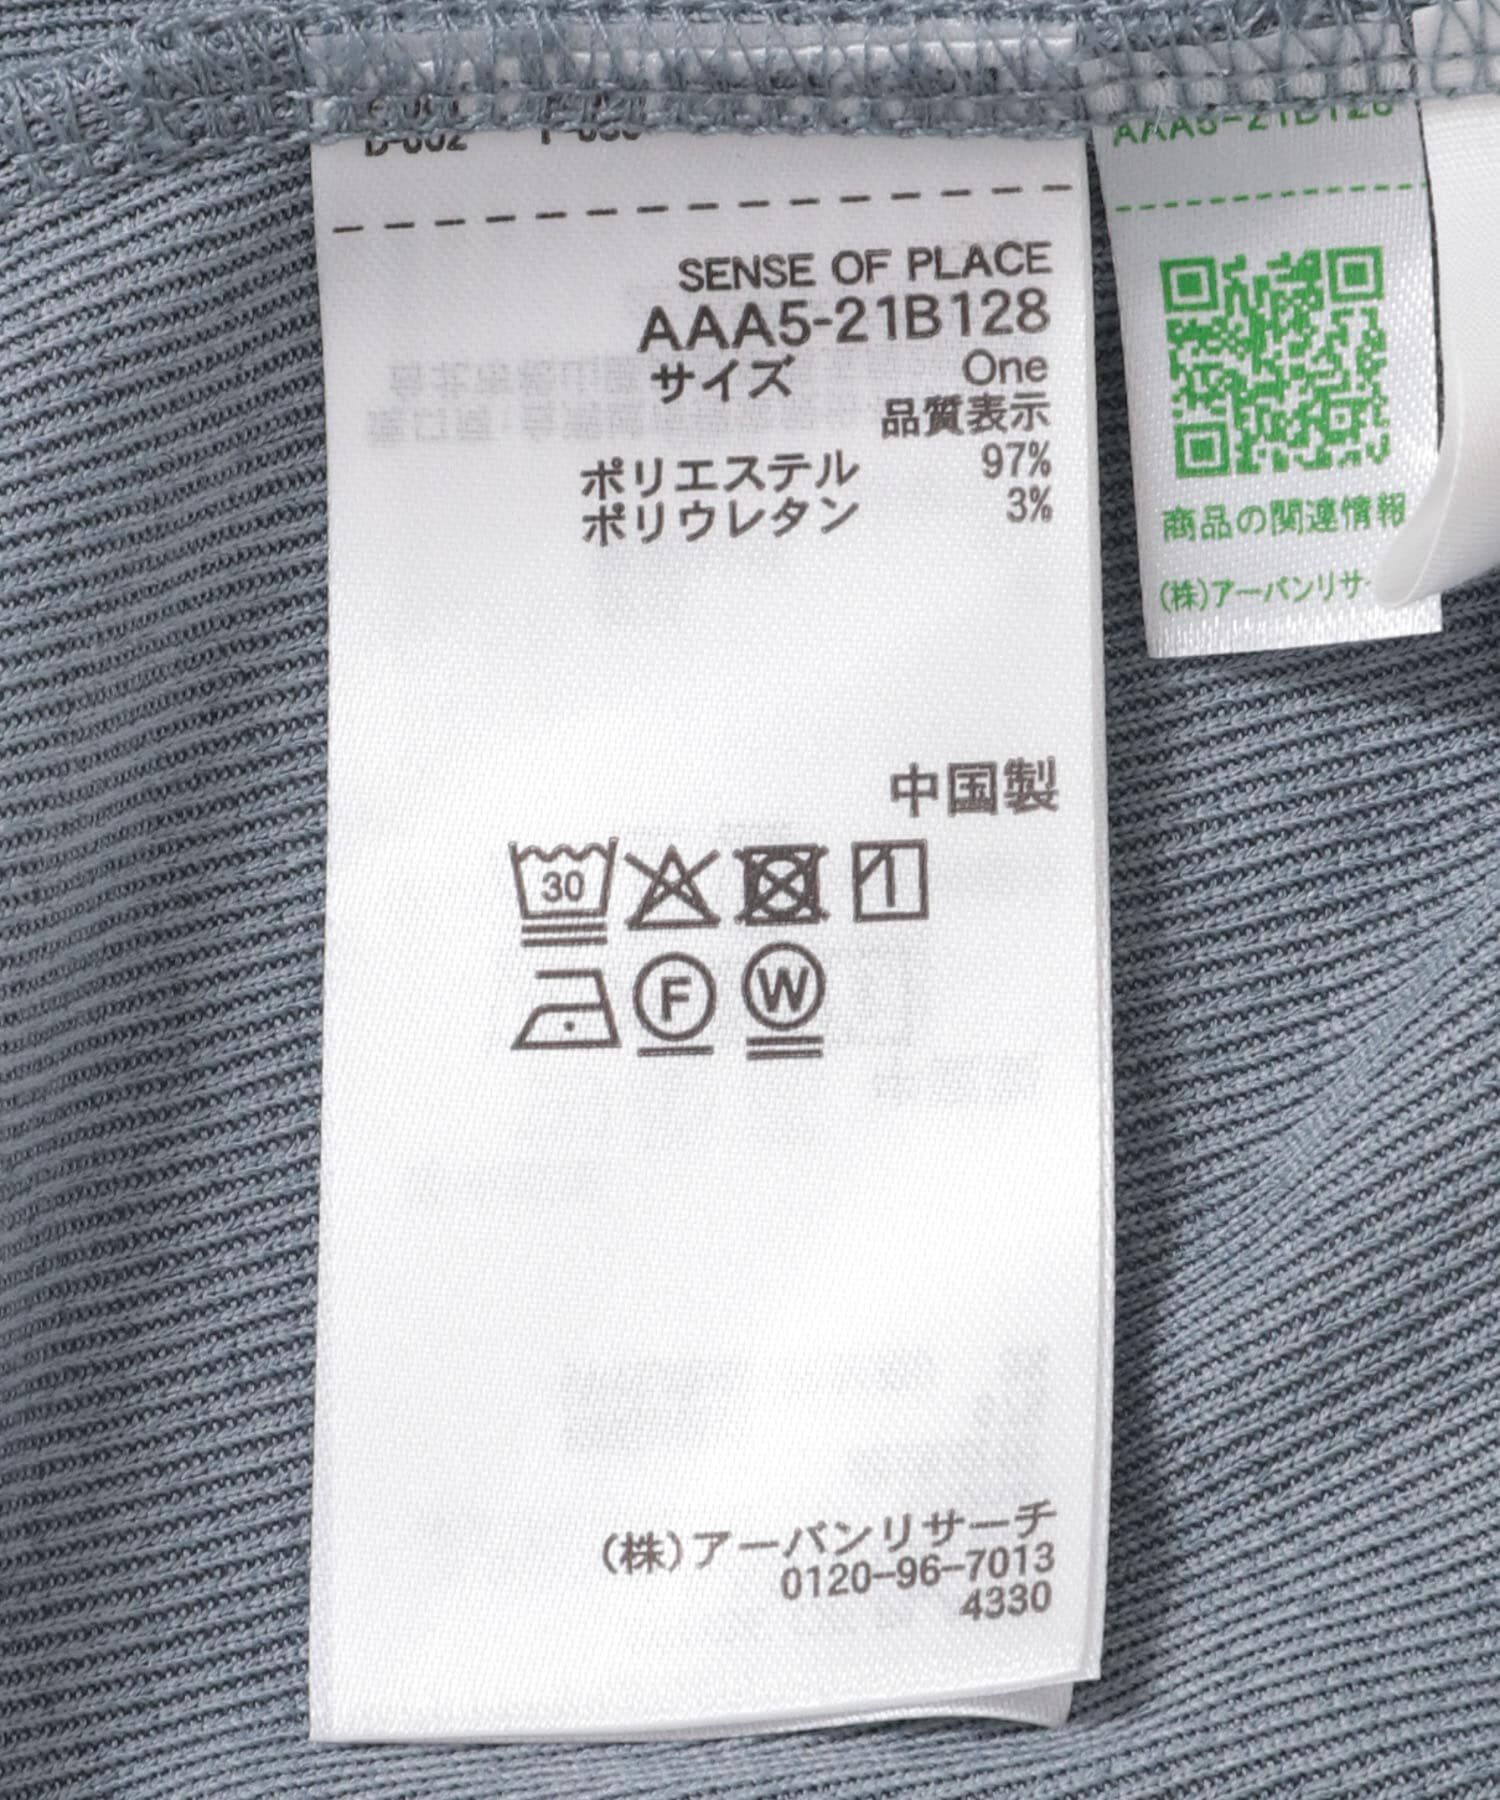 SENSE OF PLACE
AAA5-21B128
サイズ One
品質表示
ポリエステル 97%
ポリウレタン 3%
中国製
30
F W
(株)アーバンリサーチ
0120-96-7013
4330
AAA5-21B128
商品の関連情報
(株)アーバンリサ